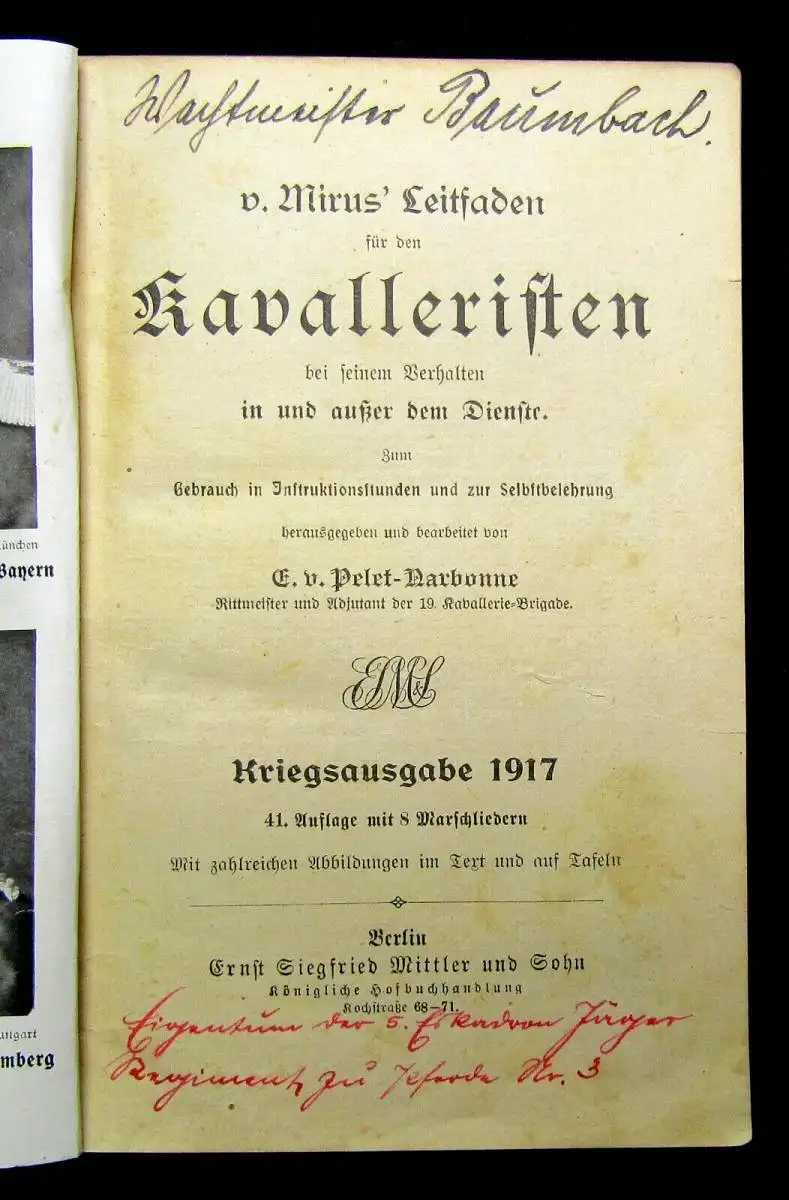 Wachtmeister Baumbach.
v. Mirus' Leitfaden
für den
Kavalleriſten
bei ſeinem Verhalten
in und außer dem Dienſte.
Zum
Gebrauch in Inſtruktionsſtunden und zur Selbſtbelehrung
herausgegeben und bearbeitet von
E. v. Pelet-Narbonne
Rittmeiſter und Adjutant der 19. Kavallerie-Brigade.
ESM&S
Kriegsausgabe 1917
41. Auflage mit 8 Marſchliedern
Mit zahlreichen Abbildungen im Text und auf Tafeln
Berlin
Ernſt Siegfried Mittler und Sohn
Königliche Hofbuchhandlung
Kochſtraße 68–71.
Eigentum der 5. Eskadron Jäger
Regiment, zu Pferde Nr. 3
ünchen
Bayern
uttgart
mberg